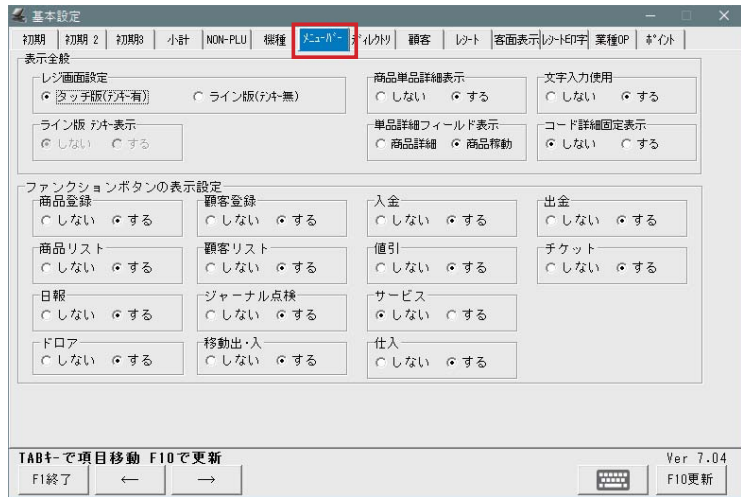 基本設定
初期 初期 2 初期3 小計 NON-PLU 機種 ﾒﾆｭｰﾊﾞｰ ﾃﾞｨﾚｸﾄﾘ 顧客 ﾚｼｰﾄ 客面表示 ﾚｼｰﾄ印字 業種OP ﾎﾟｲﾝﾄ
表示全般
レジ画面設定 商品単品詳細表示 文字入力使用
タッチ版(ﾃﾝｷｰ有) ライン版(ﾃﾝｷｰ無) しない する しない する
ライン版 ﾃﾝｷｰ表示 単品詳細フィールド表示 コード詳細固定表示
しない する 商品詳細 商品稼動 しない する
ファンクションボタンの表示設定
商品登録 顧客登録 入金 出金
しない する しない する しない する しない する
商品リスト 顧客リスト 値引 チケット
しない する しない する しない する しない する
日報 ジャーナル点検 サービス
しない する しない する しない する
ドロア 移動出・入 仕入
しない する しない する しない する
TABｷｰで項目移動 F10で更新 Ver 7.04
F1終了 ← → F10更新